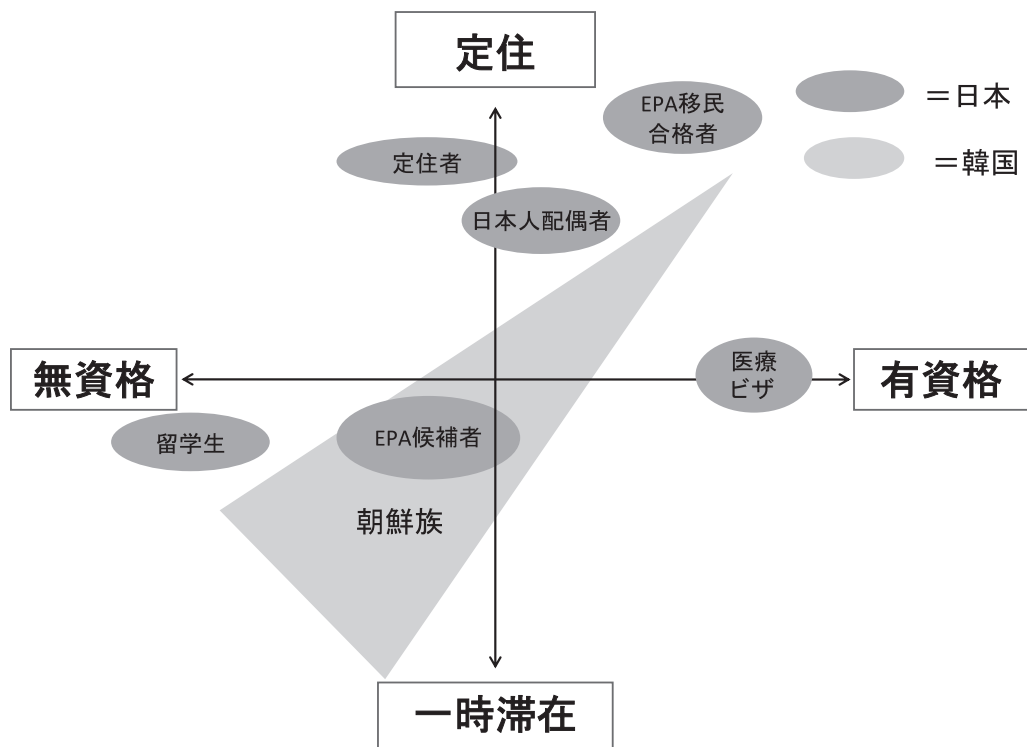 定住
EPA移民
合格者
＝日本
定住者
＝韓国
日本人配偶者
無資格
医療
ビザ
有資格
留学生
EPA候補者
朝鮮族
一時滞在